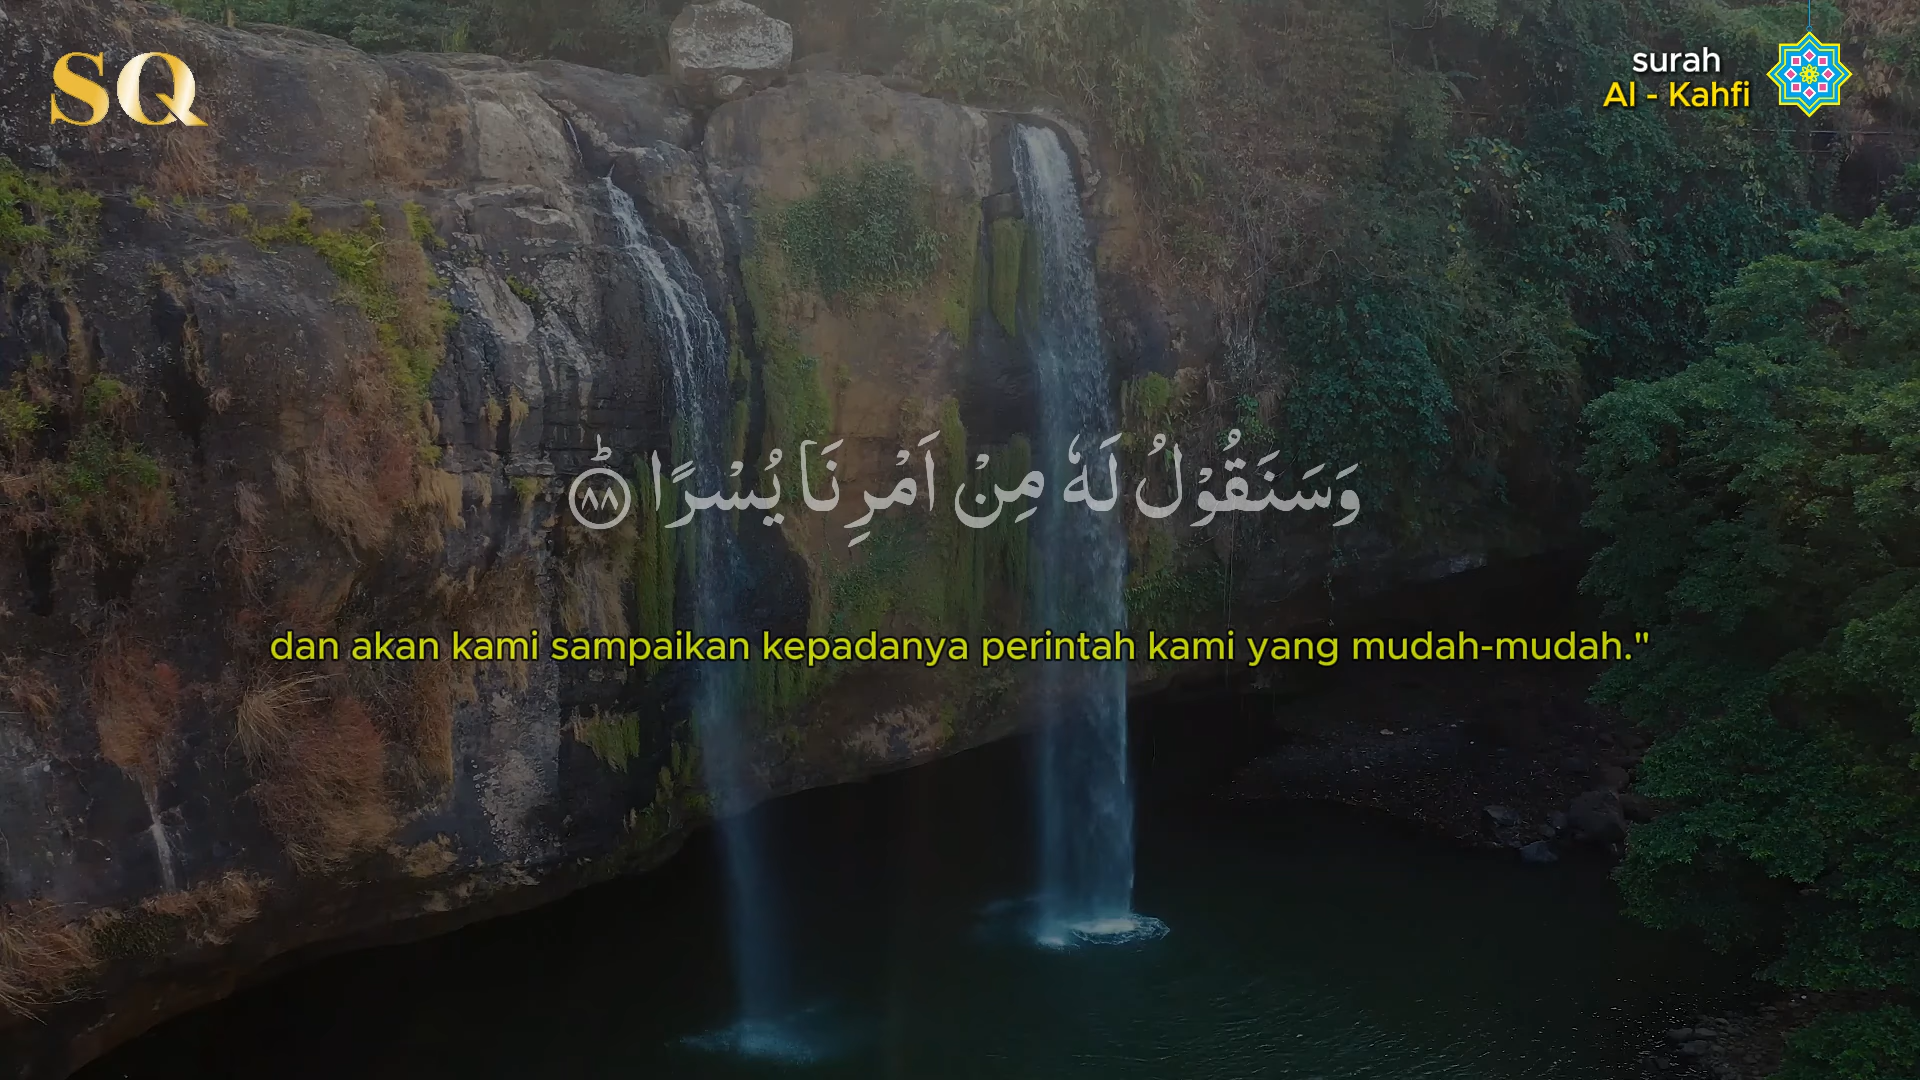 SQ
surah
Al - Kahfi
وَسَنَقُوْلُ لَهٗ مِنْ اَمْرِنَا يُسْرًاۗ ۝٨٨
dan akan kami sampaikan kepadanya perintah kami yang mudah-mudah."